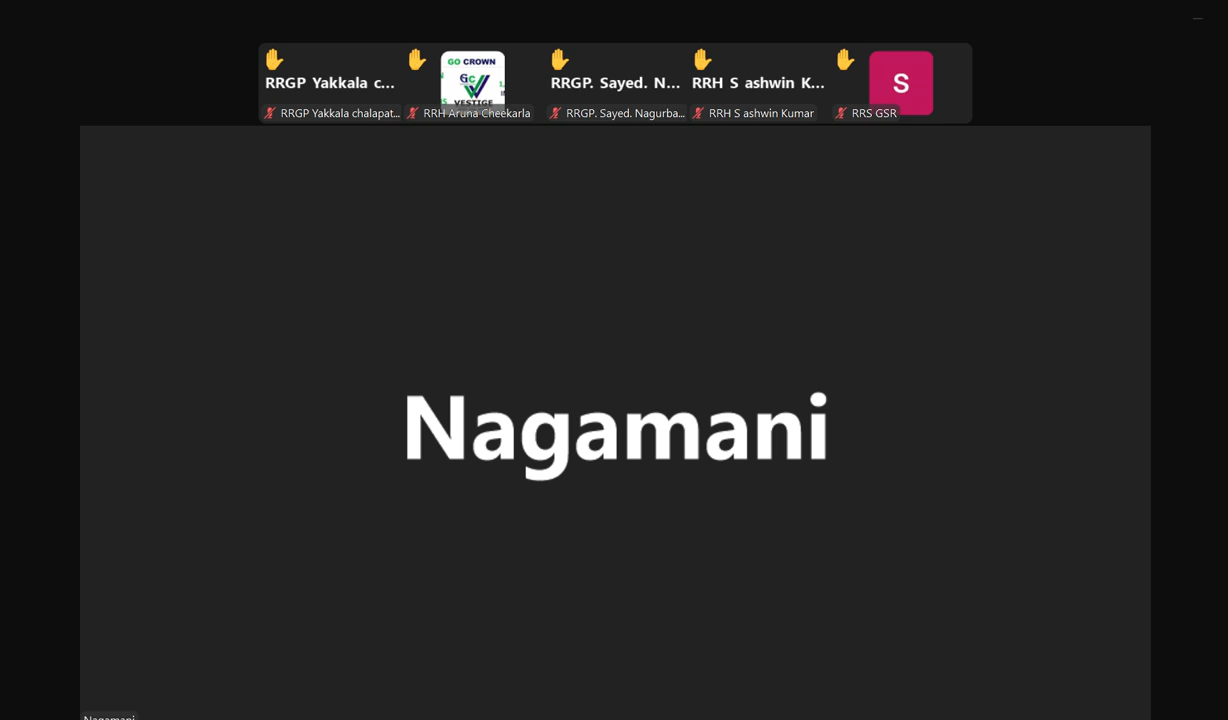 RRGP Yakkala c...
RRGP Yakkala chalapat...
GO CROWN
GC
VESTIGE
RRH Aruna Cheekarla
RRGP. Sayed. N...
RRGP. Sayed. Nagurba...
RRH S ashwin K...
RRH S ashwin Kumar
S
RRS GSR
Nagamani
Nagamani